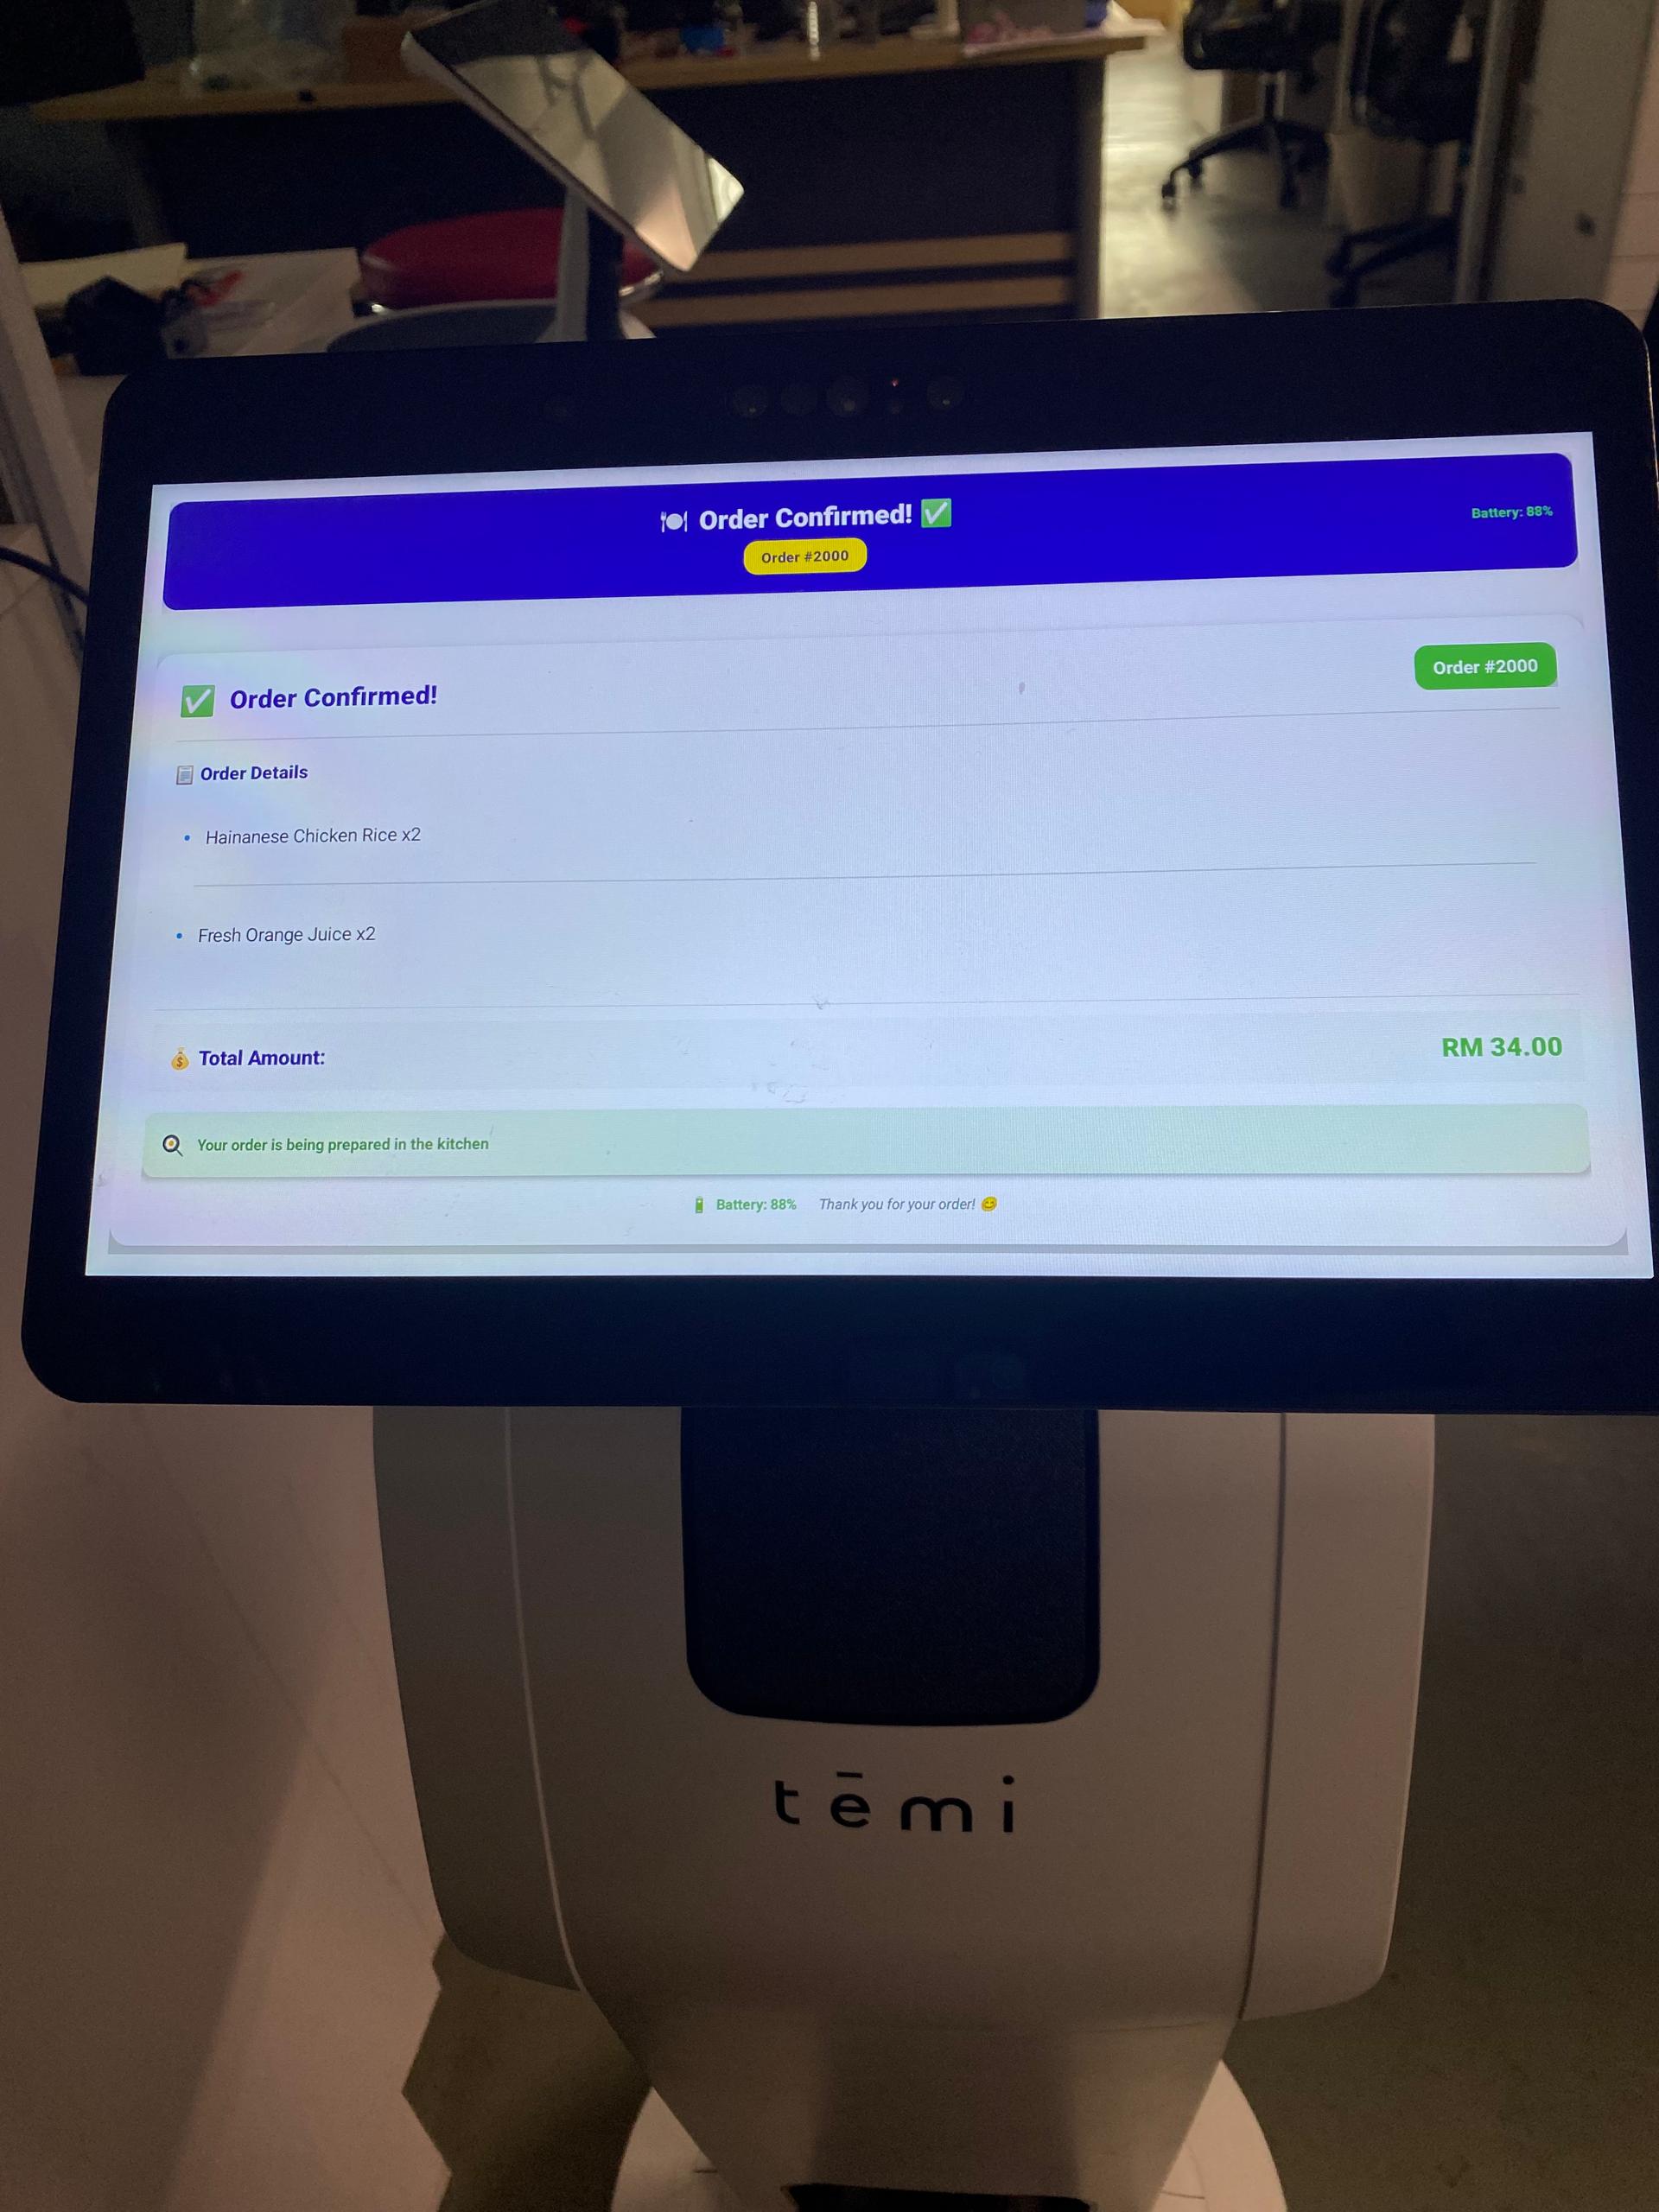 🍽️ Order Confirmed! ✅
Order #2000
Battery: 88%
✅ Order Confirmed!
Order #2000
📋 Order Details
• Hainanese Chicken Rice x2
• Fresh Orange Juice x2
💰 Total Amount:
RM 34.00
🍳 Your order is being prepared in the kitchen
🔋 Battery: 88% Thank you for your order! 😊
tēmi